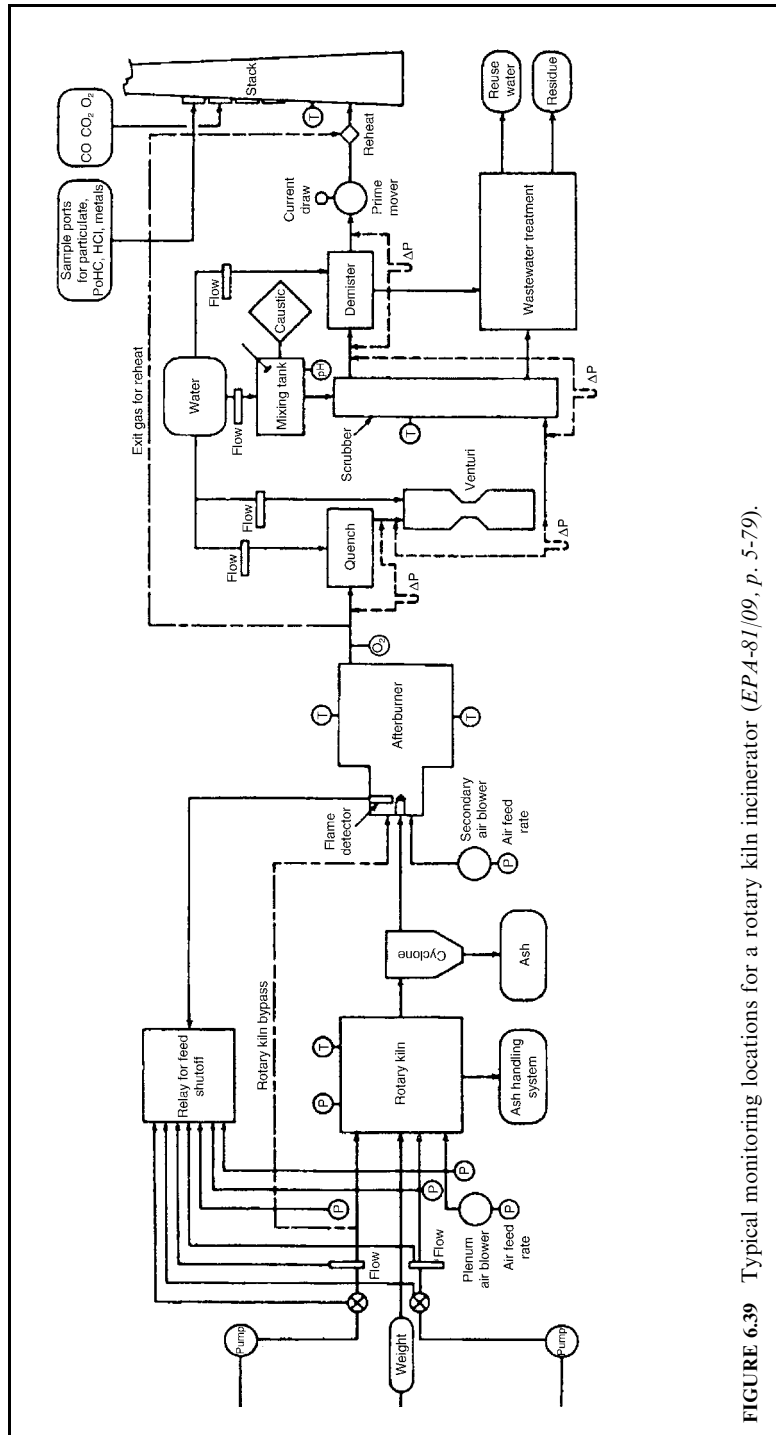 Pump
Pump
Weight
Flow
Flow
Relay for feed
shutoff
Rotary kiln bypass
P
P
P
Plenum
air blower
P
Air feed
rate
P
T
Rotary kiln
Ash handling
system
Cyclone
Ash
Flame
detector
Secondary
air blower
P
Air feed
rate
T
Afterburner
T
O2
Exit gas for reheat
Quench
ΔP
Flow
Flow
Water
Venturi
ΔP
Flow
Mixing tank
Caustic
pH
Scrubber
T
ΔP
Flow
Demister
ΔP
Current
draw
Prime
mover
Reheat
Sample ports
for particulate,
PoHC, HCl, metals
CO CO2 O2
T
Stack
Wastewater treatment
Reuse
water
Residue
FIGURE 6.39 Typical monitoring locations for a rotary kiln incinerator (EPA-81/09, p. 5-79).